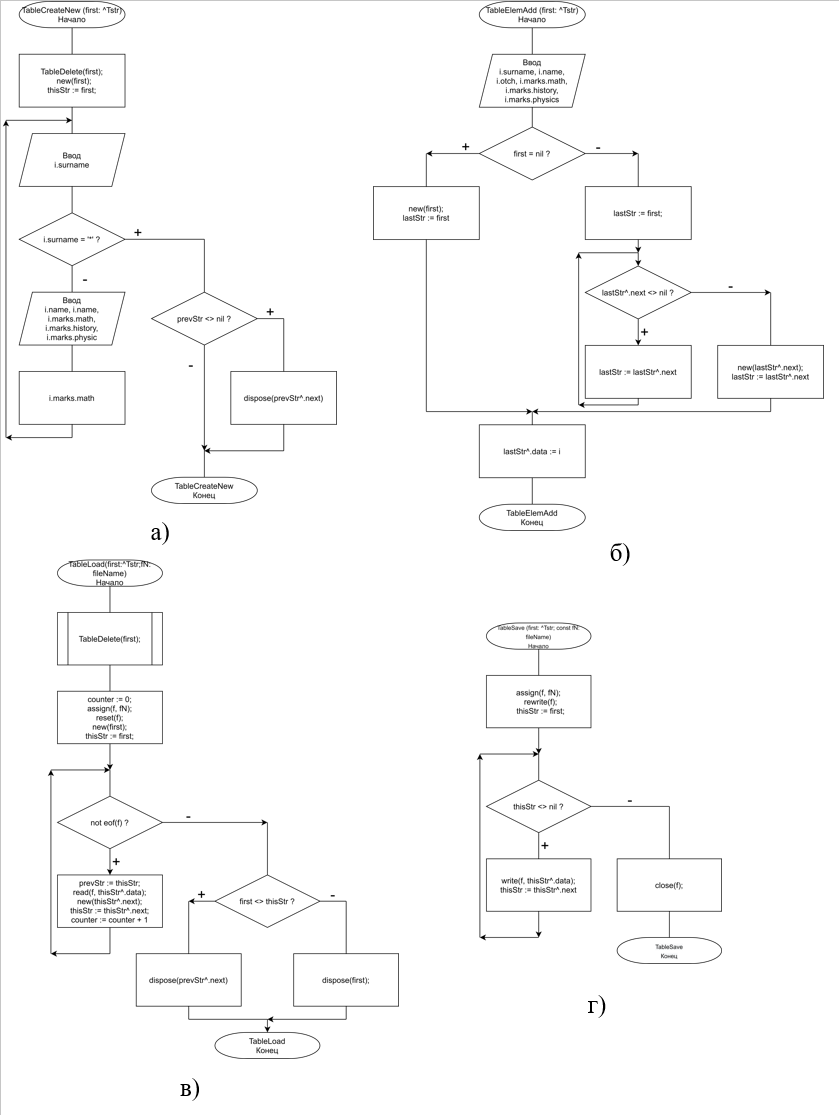 TableCreateNew (first: ^Tstr)
Начало
TableDelete(first);
new(first);
thisStr := first;
Ввод
i.surname
i.surname = '*' ?
+
-
Ввод
i.name, i.name,
i.marks.math,
i.marks.history,
i.marks.physic
i.marks.math
prevStr <> nil ?
+
-
dispose(prevStr^.next)
TableCreateNew
Конец
а)
TableElemAdd (first: ^Tstr)
Начало
Ввод
i.surname, i.name,
i.otch, i.marks.math,
i.marks.history,
i.marks.physics
first = nil ?
+
-
new(first);
lastStr := first
lastStr := first;
lastStr^.next <> nil ?
-
+
lastStr := lastStr^.next
new(lastStr^.next);
lastStr := lastStr^.next
lastStr^.data := i
TableElemAdd
Конец
б)
TableLoad(first:^Tstr;fN:
fileName)
Начало
TableDelete(first);
counter := 0;
assign(f, fN);
reset(f);
new(first);
thisStr := first;
not eof(f) ?
-
+
prevStr := thisStr;
read(f, thisStr^.data);
new(thisStr^.next);
thisStr := thisStr^.next;
counter := counter + 1
first <> thisStr ?
+
-
dispose(prevStr^.next)
dispose(first);
TableLoad
Конец
в)
TableSave (first: ^Tstr; const fN:
fileName)
Начало
assign(f, fN);
rewrite(f);
thisStr := first;
thisStr <> nil ?
-
+
write(f, thisStr^.data);
thisStr := thisStr^.next
close(f);
TableSave
Конец
г)